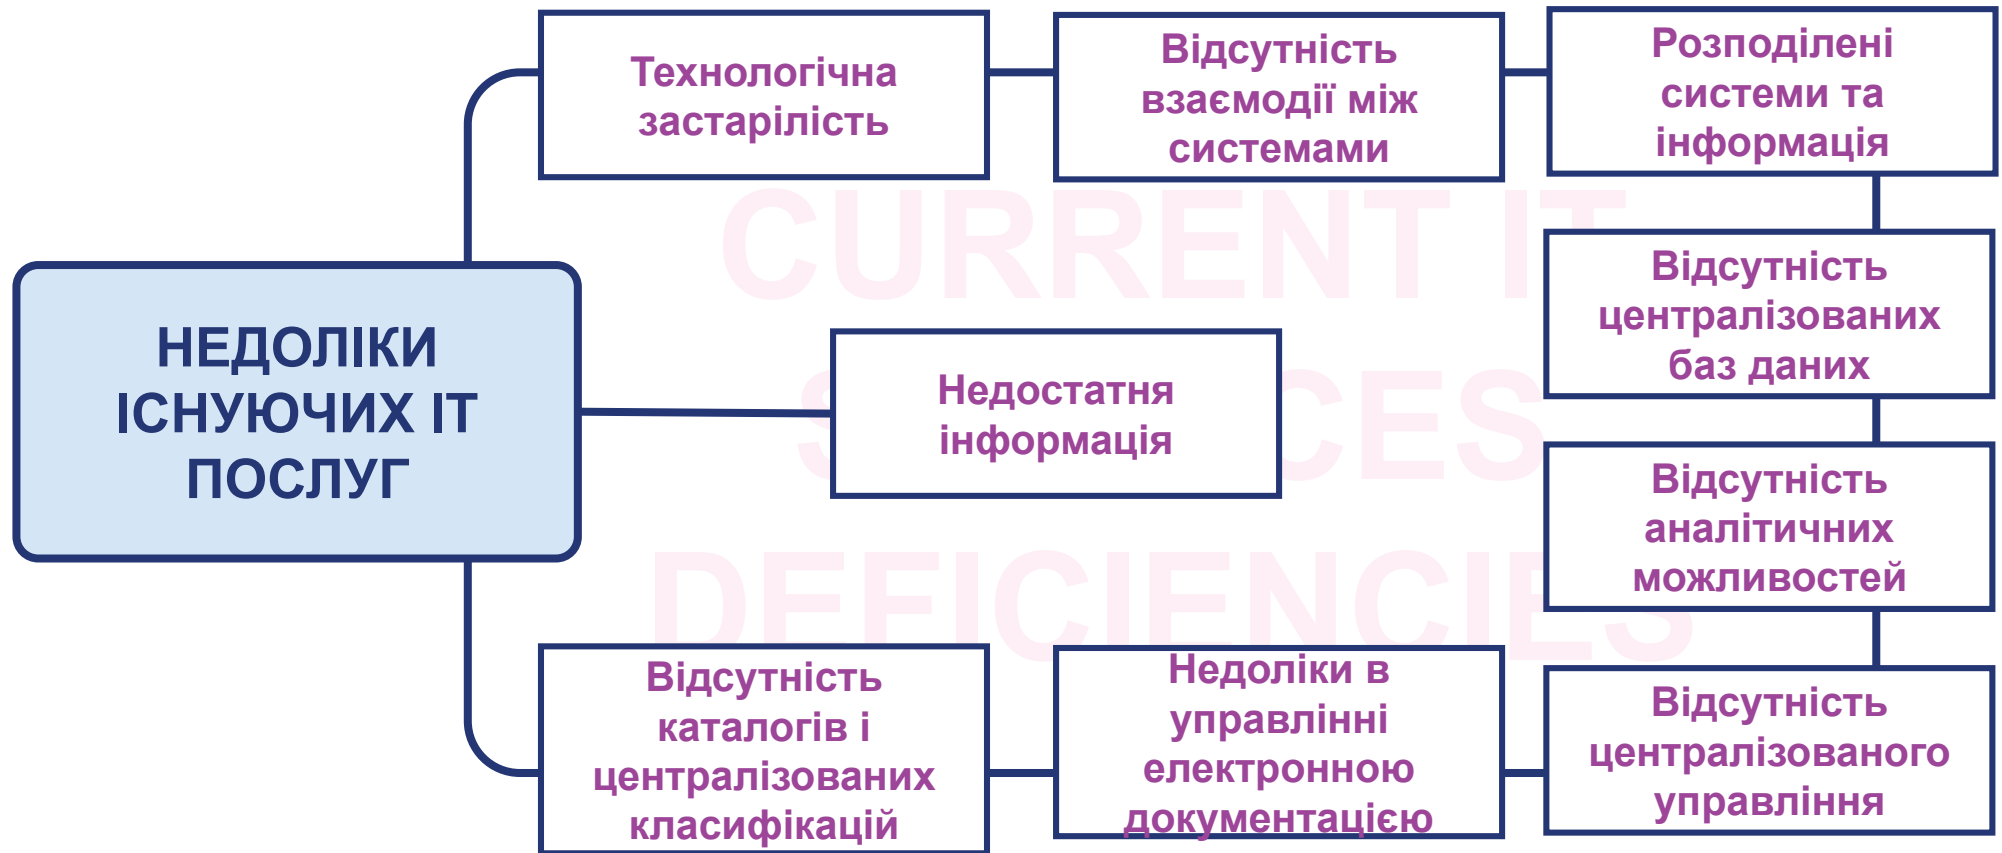 Технологічна
застарілість
Відсутність
взаємодії між
системами
Розподілені
системи та
інформація
Відсутність
централізованих
баз даних
Відсутність
аналітичних
можливостей
Відсутність
централізованого
управління
Недоліки в
управлінні
електронною
документацією
Відсутність
каталогів і
централізованих
класифікацій
НЕДОЛІКИ
ІСНУЮЧИХ ІТ
ПОСЛУГ
Недостатня
інформація
CURRENT IT
S CES
DEFICIENCIES